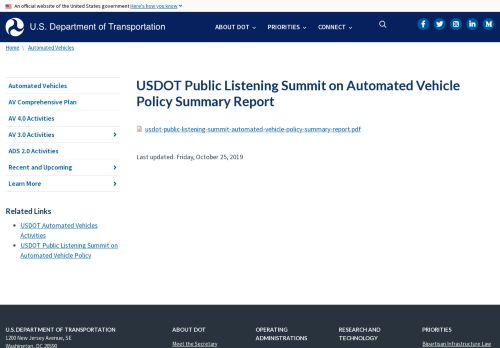 An official website of the United States government Here's how you know
U.S. Department of Transportation
ABOUT DOT
PRIORITIES
CONNECT
Home \ Automated Vehicles
Automated Vehicles
AV Comprehensive Plan
AV 4.0 Activities
AV 3.0 Activities
ADS 2.0 Activities
Recent and Upcoming
Learn More
Related Links
USDOT Automated Vehicles
Activities
USDOT Public Listening Summit on
Automated Vehicle Policy
USDOT Public Listening Summit on Automated Vehicle
Policy Summary Report
usdot-public-listening-summit-automated-vehicle-policy-summary-report.pdf
Last updated: Friday, October 25, 2019
U.S. DEPARTMENT OF TRANSPORTATION
1200 New Jersey Avenue, SE
Washington, DC 20590
ABOUT DOT
Meet the Secretary
OPERATING
ADMINISTRATIONS
RESEARCH AND
TECHNOLOGY
PRIORITIES
Bipartisan Infrastructure Law